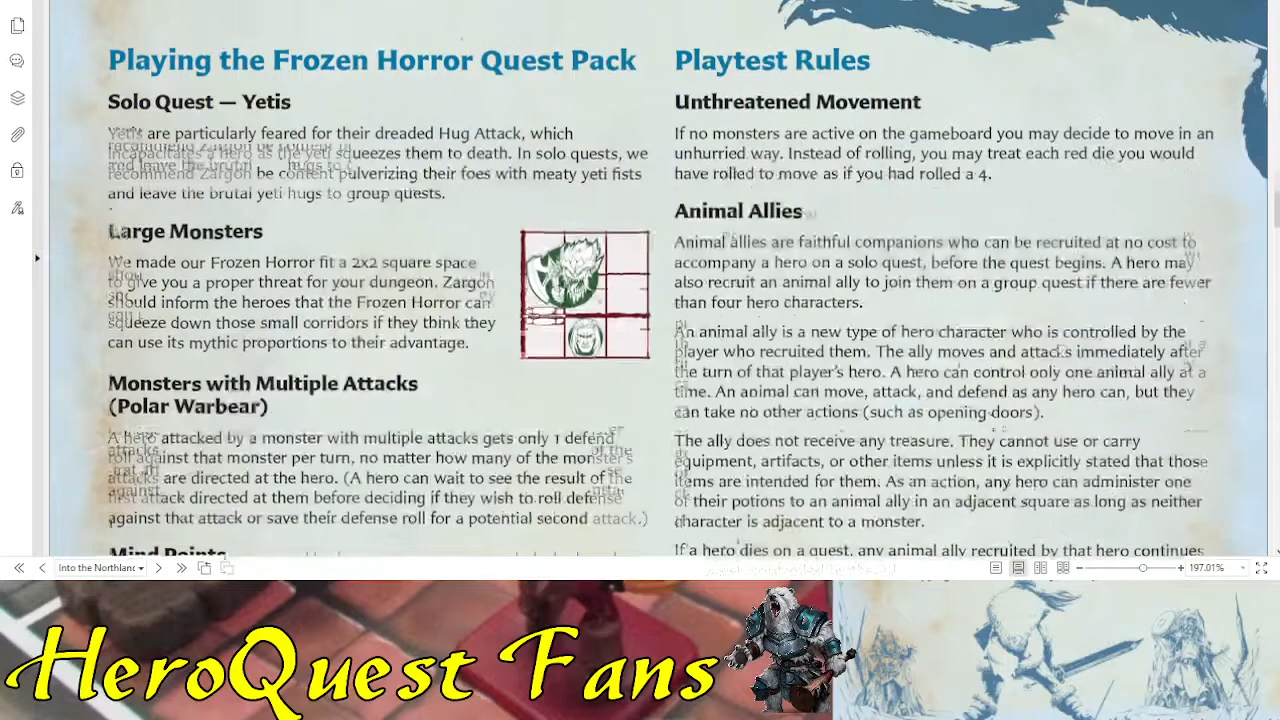 Playing the Frozen Horror Quest Pack
Solo Quest — Yetis
Yetis are particularly feared for their dreaded Hug Attack, which
incapacitates a hero as the yeti squeezes them to death. In solo quests, we
recommend Zargon be content pulverizing their foes with meaty yeti fists
and leave the brutal yeti hugs to group quests.
Large Monsters
We made our Frozen Horror fit a 2x2 square space
to give you a proper threat for your dungeon. Zargon
should inform the heroes that the Frozen Horror can
squeeze down those small corridors if they think they
can use its mythic proportions to their advantage.
Monsters with Multiple Attacks
(Polar Warbear)
A hero attacked by a monster with multiple attacks gets only 1 defend
roll against that monster per turn, no matter how many of the monster's
attacks are directed at the hero. (A hero can wait to see the result of the
first attack directed at them before deciding if they wish to roll defense
against that attack or save their defense roll for a potential second attack.)
Mind Points
Playtest Rules
Unthreatened Movement
If no monsters are active on the gameboard you may decide to move in an
unhurried way. Instead of rolling, you may treat each red die you would
have rolled to move as if you had rolled a 4.
Animal Allies
Animal allies are faithful companions who can be recruited at no cost to
accompany a hero on a solo quest, before the quest begins. A hero may
also recruit an animal ally to join them on a group quest if there are fewer
than four hero characters.
An animal ally is a new type of hero character who is controlled by the
player who recruited them. The ally moves and attacks immediately after
the turn of that player's hero. A hero can control only one animal ally at a
time. An animal can move, attack, and defend as any hero can, but they
can take no other actions (such as opening doors).
The ally does not receive any treasure. They cannot use or carry
equipment, artifacts, or other items unless it is explicitly stated that those
items are intended for them. As an action, any hero can administer one
of their potions to an animal ally in an adjacent square as long as neither
character is adjacent to a monster.
If a hero dies on a quest, any animal ally recruited by that hero continues
Into the Northlanc
197.01%
HeroQuest Fans